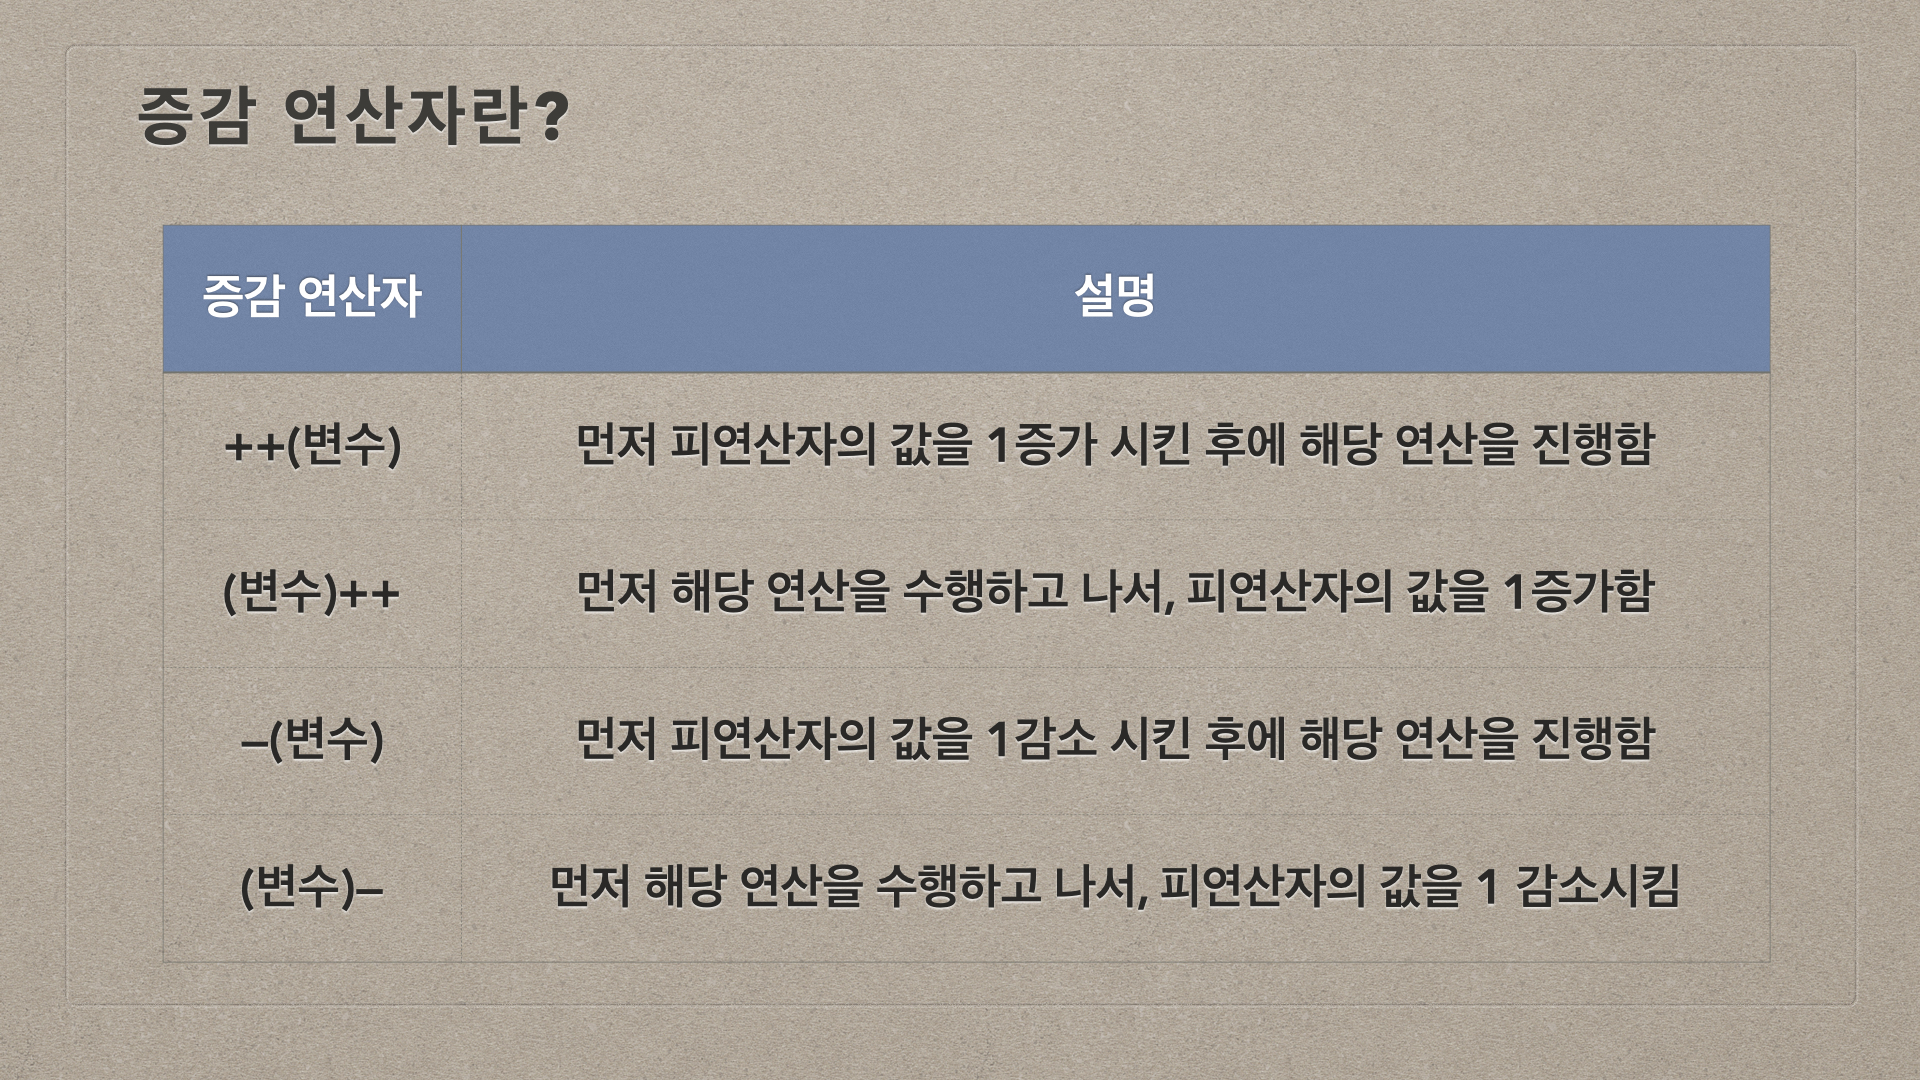 증감 연산자란?
증감 연산자 설명
++(변수) 먼저 피연산자의 값을 1증가 시킨 후에 해당 연산을 진행함
(변수)++ 먼저 해당 연산을 수행하고 나서, 피연산자의 값을 1증가함
–(변수) 먼저 피연산자의 값을 1감소 시킨 후에 해당 연산을 진행함
(변수)– 먼저 해당 연산을 수행하고 나서, 피연산자의 값을 1 감소시킴